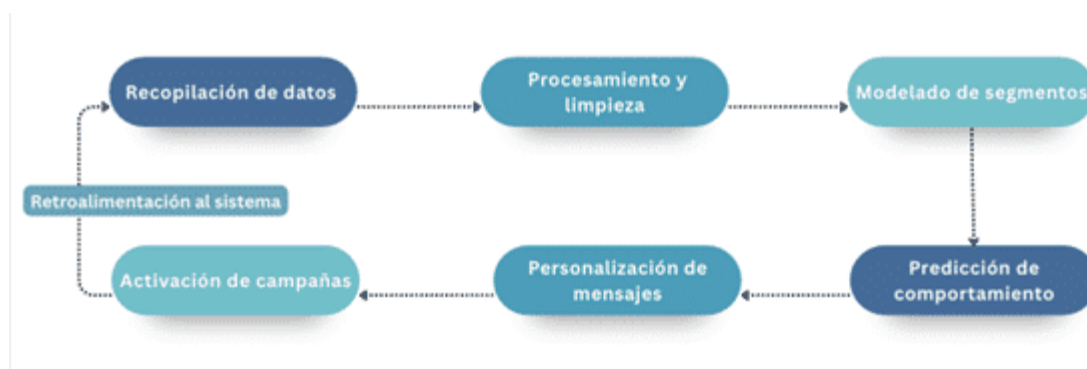 Recopilación de datos
Procesamiento y
limpieza
Modelado de segmentos
Retroalimentación al sistema
Activación de campañas
Personalización de
mensajes
Predicción de
comportamiento